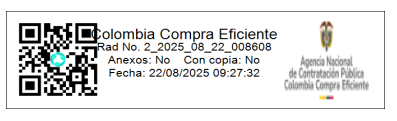 Colombia Compra Eficiente
Rad No. 2_2025_08_22_008608
Anexos: No Con copia: No
Fecha: 22/08/2025 09:27:32
Agencia Nacional
de Contratación Pública
Colombia Compra Eficiente